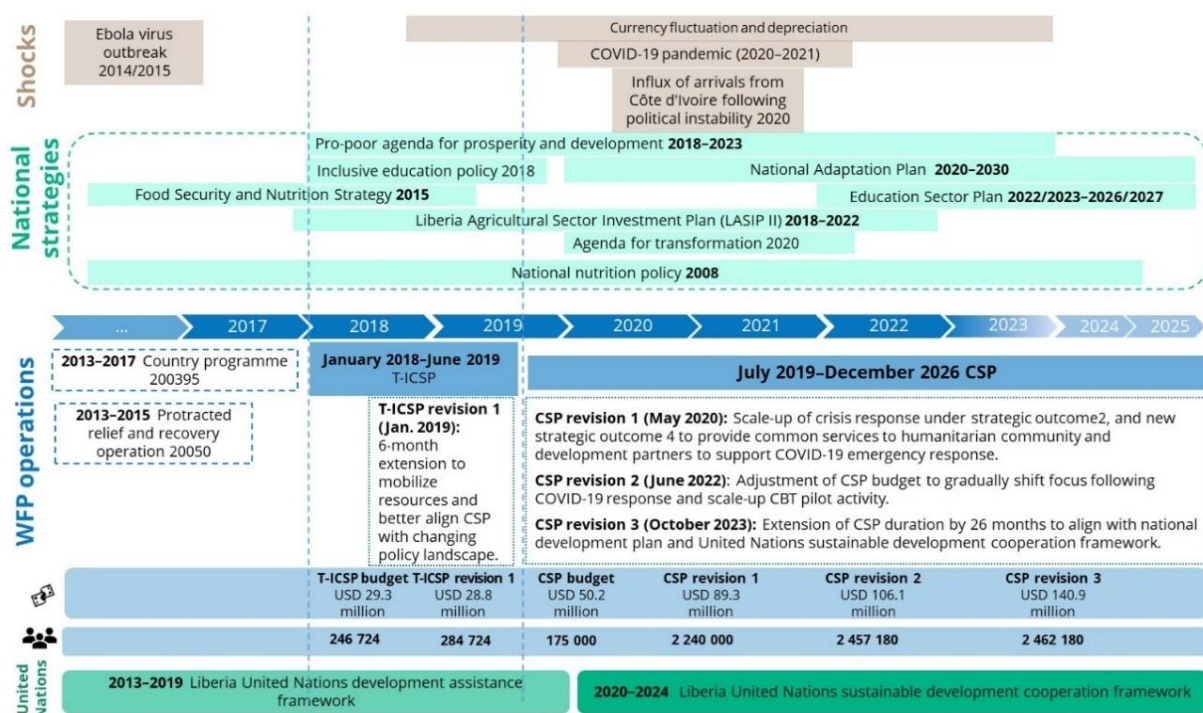 Shocks
Ebola virus
outbreak
2014/2015
Currency fluctuation and depreciation
COVID-19 pandemic (2020–2021)
Influx of arrivals from
Côte d'Ivoire following
political instability 2020
National
strategies
Pro-poor agenda for prosperity and development 2018–2023
Inclusive education policy 2018
National Adaptation Plan 2020–2030
Food Security and Nutrition Strategy 2015
Education Sector Plan 2022/2023–2026/2027
Liberia Agricultural Sector Investment Plan (LASIP II) 2018–2022
Agenda for transformation 2020
National nutrition policy 2008
... 2017 2018 2019 2020 2021 2022 2023 2024 2025
WFP operations
2013–2017 Country programme
200395
2013–2015 Protracted
relief and recovery
operation 20050
January 2018–June 2019
T-ICSP
T-ICSP revision 1
(Jan. 2019):
6-month
extension to
mobilize
resources and
better align CSP
with changing
policy landscape.
July 2019–December 2026 CSP
CSP revision 1 (May 2020): Scale-up of crisis response under strategic outcome2, and new
strategic outcome 4 to provide common services to humanitarian community and
development partners to support COVID-19 emergency response.
CSP revision 2 (June 2022): Adjustment of CSP budget to gradually shift focus following
COVID-19 response and scale-up CBT pilot activity.
CSP revision 3 (October 2023): Extension of CSP duration by 26 months to align with national
development plan and United Nations sustainable development cooperation framework.
T-ICSP budget
USD 29.3
million
T-ICSP revision 1
USD 28.8
million
CSP budget
USD 50.2
million
CSP revision 1
USD 89.3
million
CSP revision 2
USD 106.1
million
CSP revision 3
USD 140.9
million
246 724 284 724 175 000 2 240 000 2 457 180 2 462 180
United
Nations
2013–2019 Liberia United Nations development assistance
framework
2020–2024 Liberia United Nations sustainable development cooperation framework